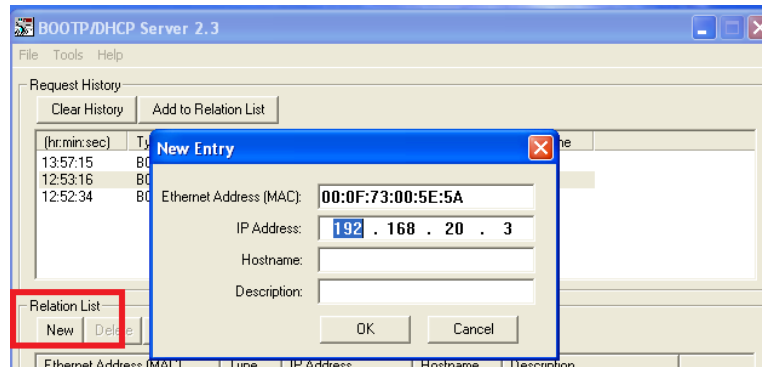 BOOTP/DHCP Server 2.3
File Tools Help
Request History
Clear History Add to Relation List
(hr:min:sec)
13:57:15
12:53:16
12:52:34
New Entry
Ethernet Address (MAC): 00:0F:73:00:5E:5A
IP Address: 192 . 168 . 20 . 3
Hostname:
Description:
OK Cancel
Relation List
New Delete
Ethernet Address (MAC) Type IP Address Hostname Description